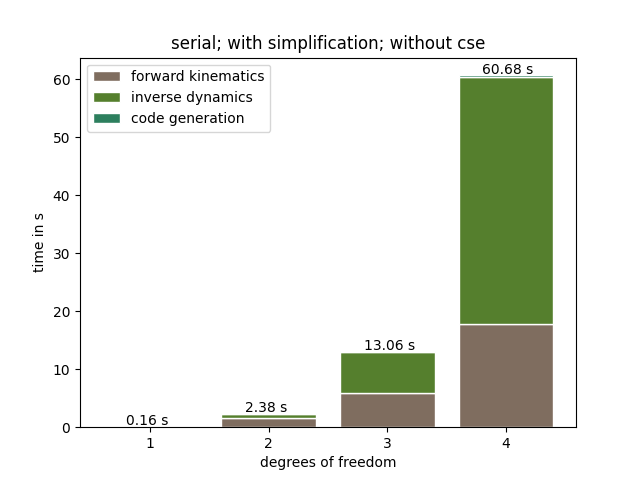 serial; with simplification; without cse
forward kinematics
inverse dynamics
code generation
time in s
60
50
40
30
20
10
0
0.16 s
2.38 s
13.06 s
60.68 s
1 2 3 4
degrees of freedom